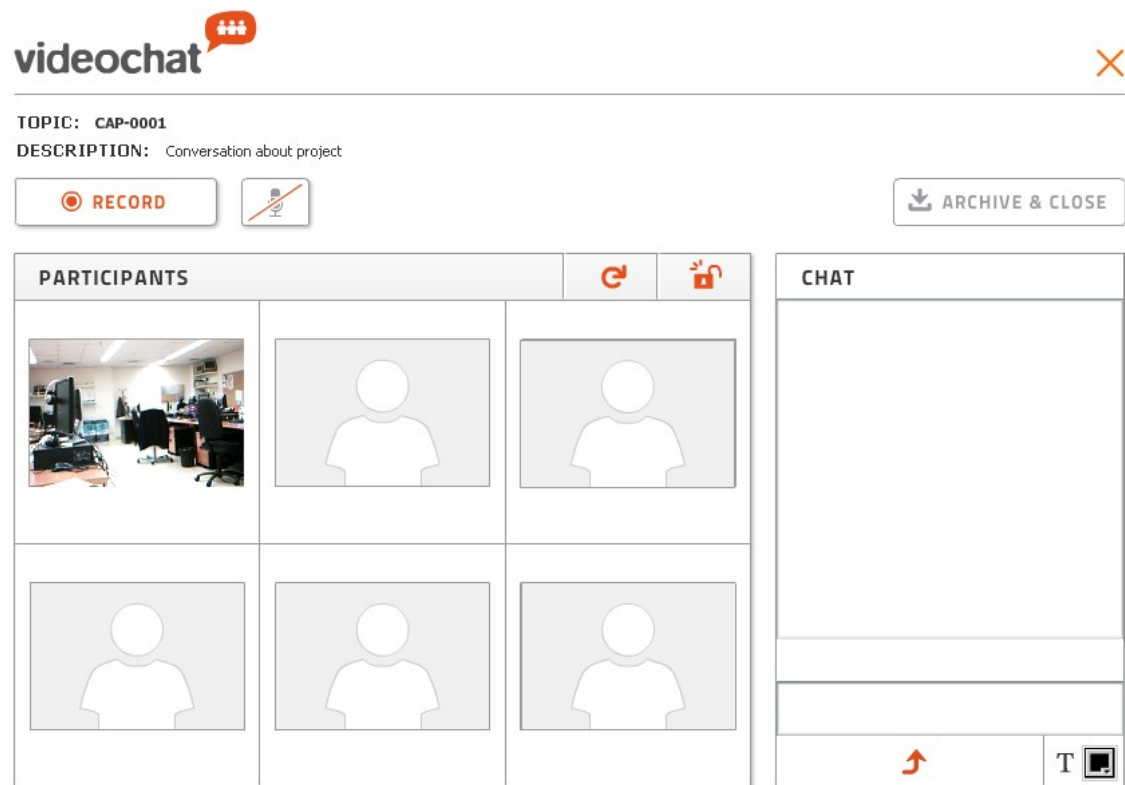 videochat
TOPIC: CAP-0001
DESCRIPTION: Conversation about project
RECORD
ARCHIVE & CLOSE
PARTICIPANTS
CHAT
T